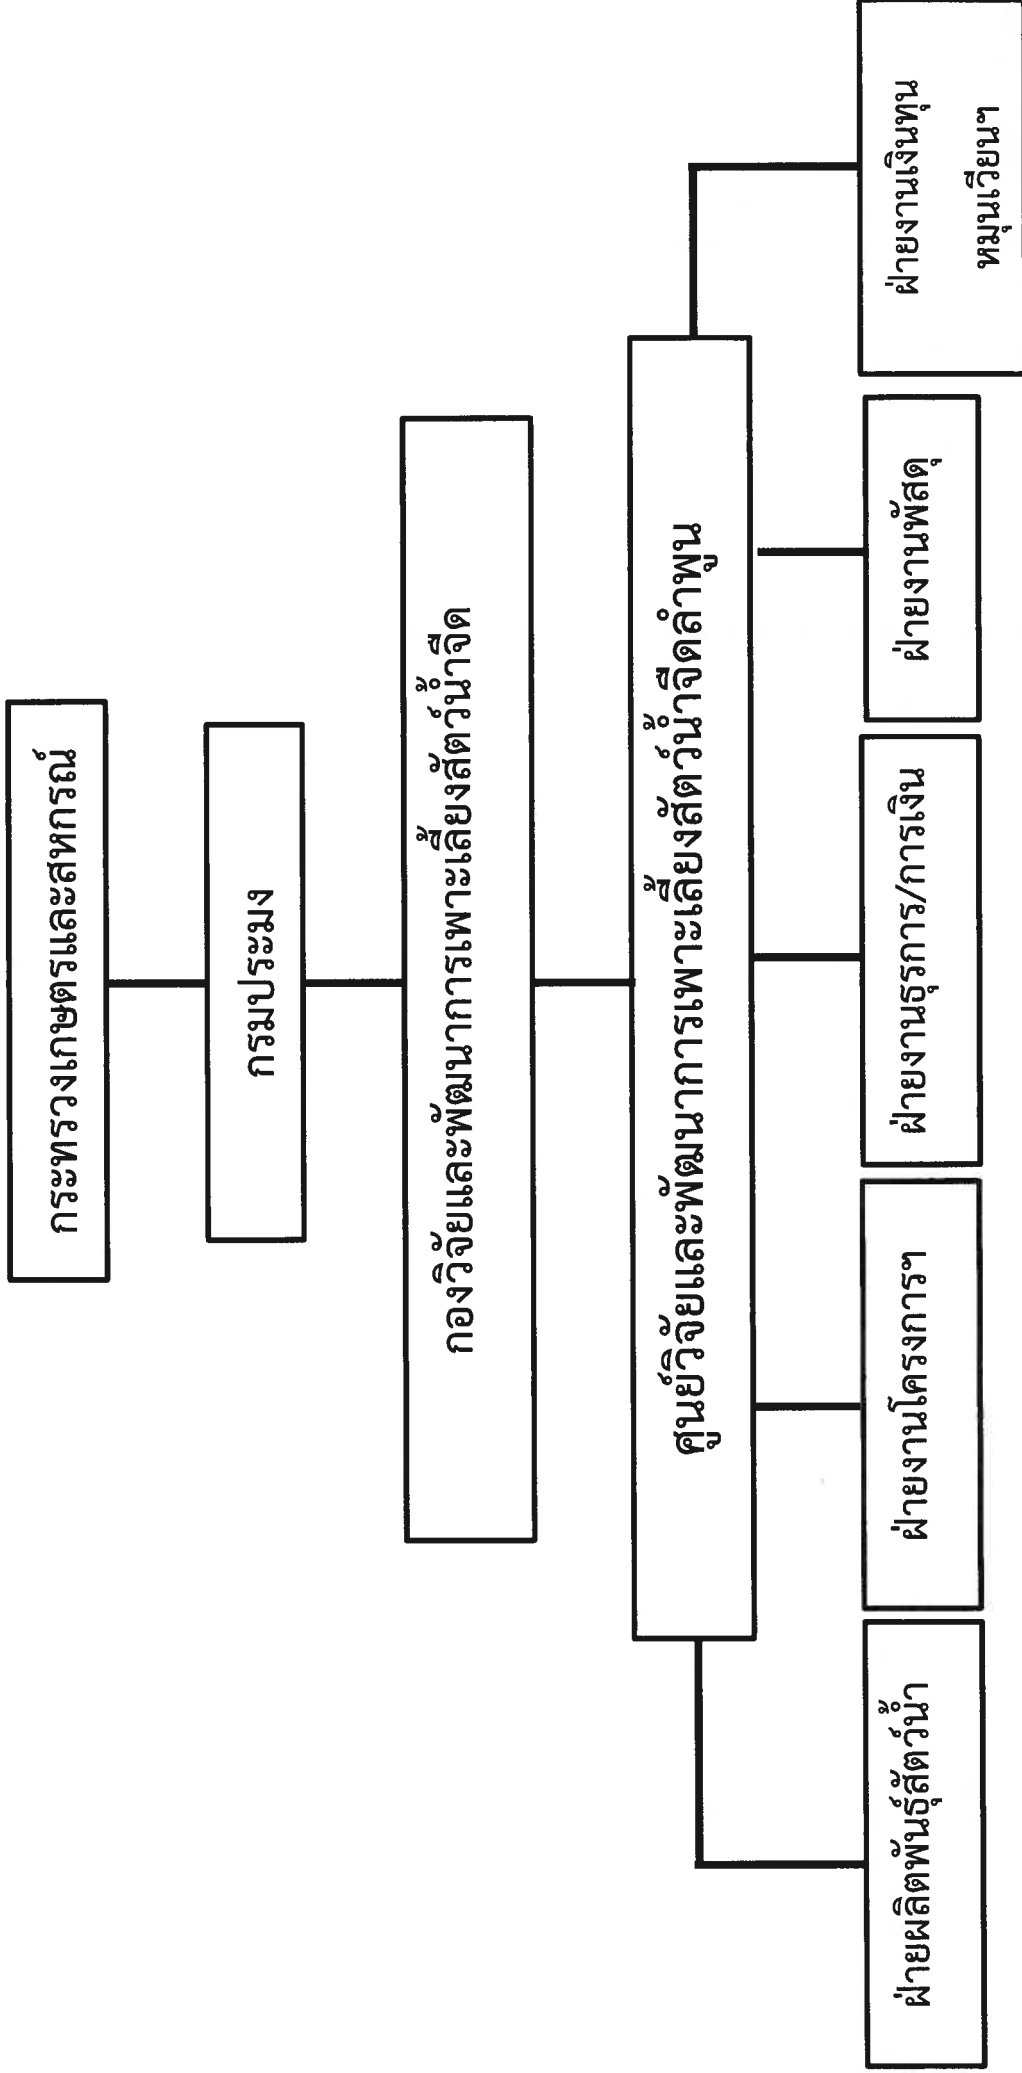 กระทรวงเกษตรและสหกรณ์
กรมประมง
กองวิจัยและพัฒนาการเพาะเลี้ยงสัตว์น้ำจืด
ศูนย์วิจัยและพัฒนาการเพาะเลี้ยงสัตว์น้ำจืดลำพูน
ฝ่ายผลิตพันธุ์สัตว์น้ำ
ฝ่ายงานโครงการฯ
ฝ่ายงานธุรการ/การเงิน
ฝ่ายงานพัสดุ
ฝ่ายงานเงินทุน
หมุนเวียนฯ